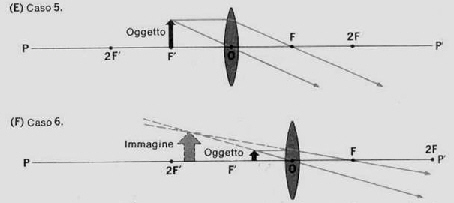 (E) Caso 5.
Oggetto
P 2F' F' O F 2F P'
(F) Caso 6.
Immagine Oggetto
2F
P 2F' F' O F P'